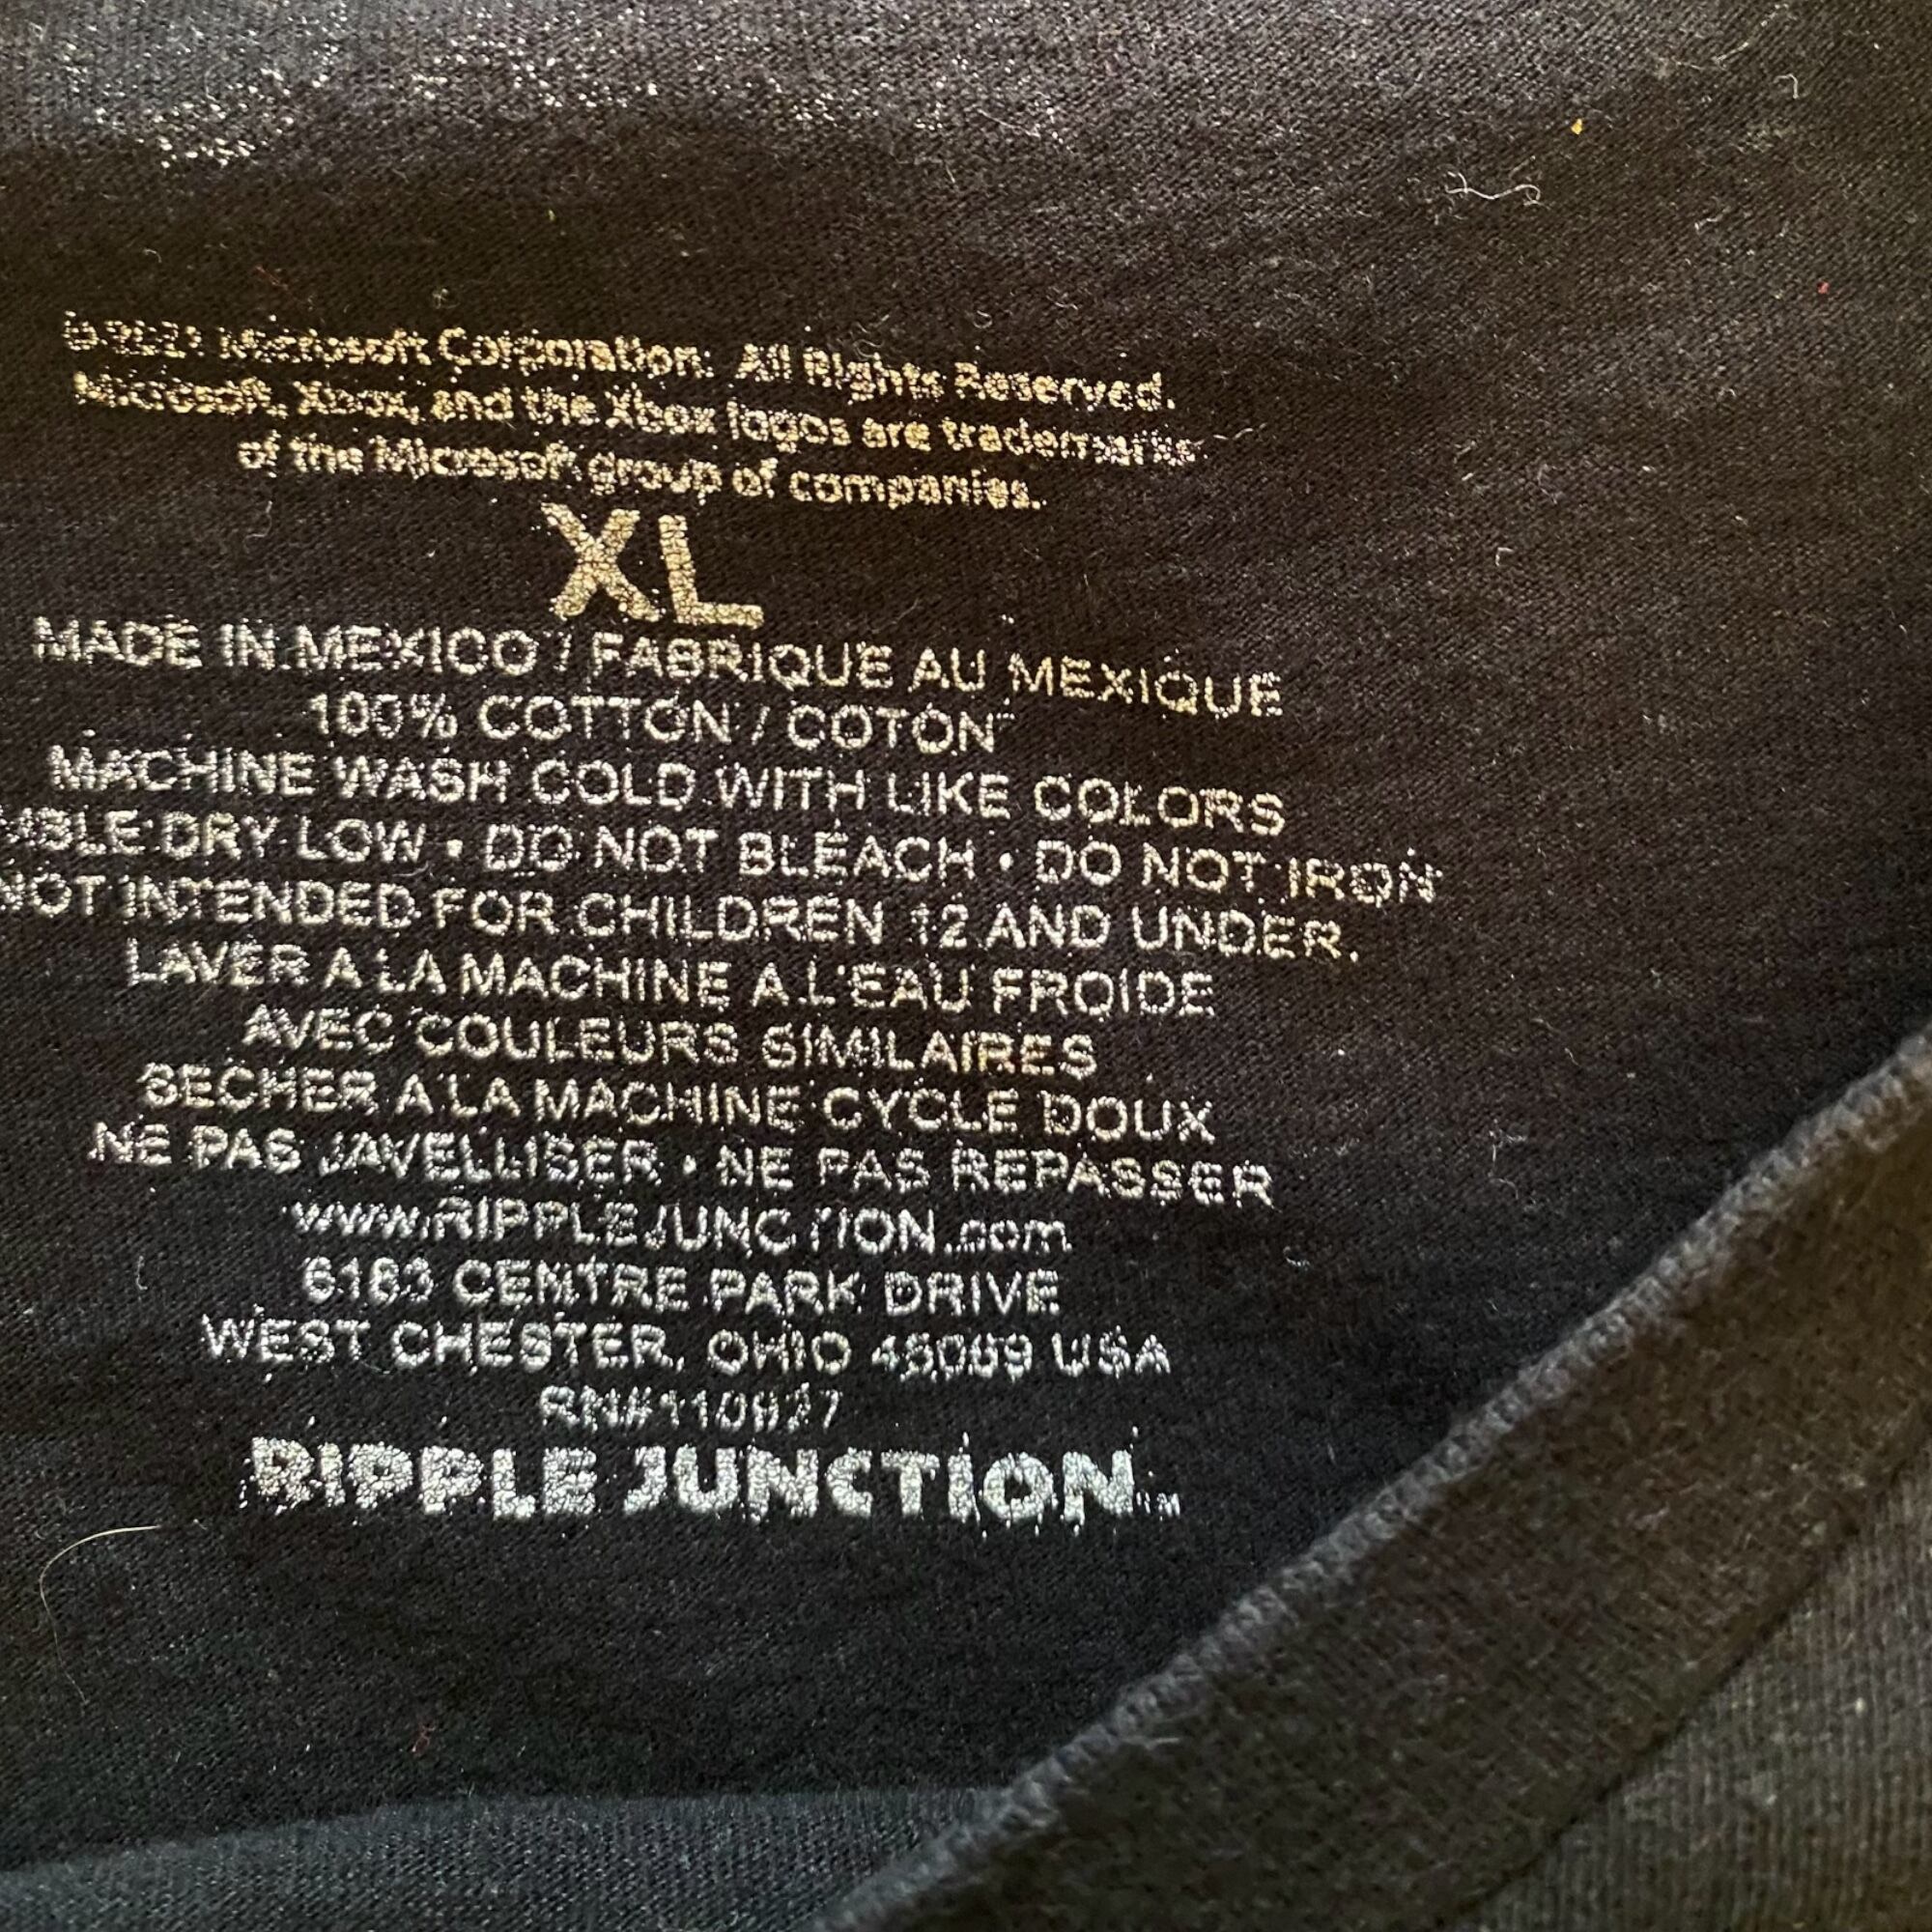 © 2021 Microsoft Corporation. All Rights Reserved.
Microsoft, Xbox, and the Xbox logos are trademarks
of the Microsoft group of companies.
XL
MADE IN MEXICO / FABRIQUE AU MEXIQUE
100% COTTON / COTON
MACHINE WASH COLD WITH LIKE COLORS
DRY LOW • DO NOT BLEACH • DO NOT IRON
NOT INTENDED FOR CHILDREN 12 AND UNDER.
LAVER A LA MACHINE A L'EAU FROIDE
AVEC COULEURS SIMILAIRES
SECHER A LA MACHINE CYCLE DOUX
NE PAS JAVELLISER • NE PAS REPASSER
www.RIPPLEJUNCTION.com
6183 CENTRE PARK DRIVE
WEST CHESTER, OHIO 45069 USA
RIPPLE JUNCTION™